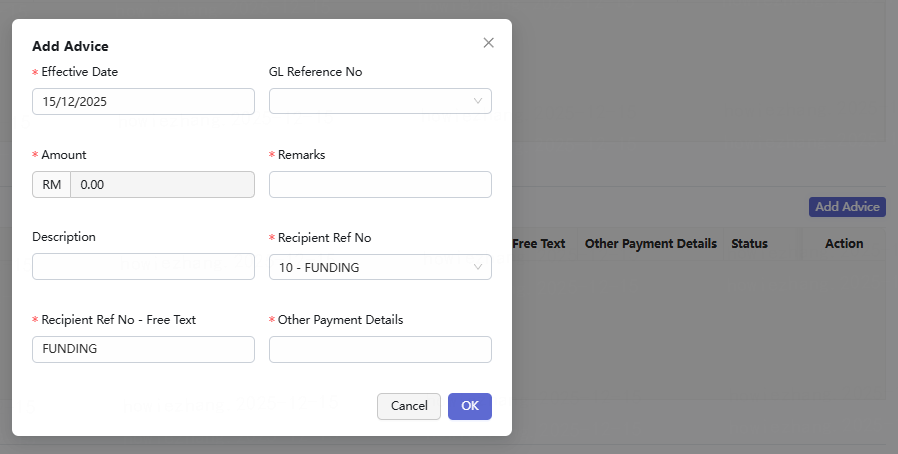 Add Advice
* Effective Date
GL Reference No
15/12/2025
* Amount
* Remarks
RM 0.00
Add Advice
Description
* Recipient Ref No
Free Text Other Payment Details Status Action
10 - FUNDING
* Recipient Ref No - Free Text
* Other Payment Details
FUNDING
Cancel
OK